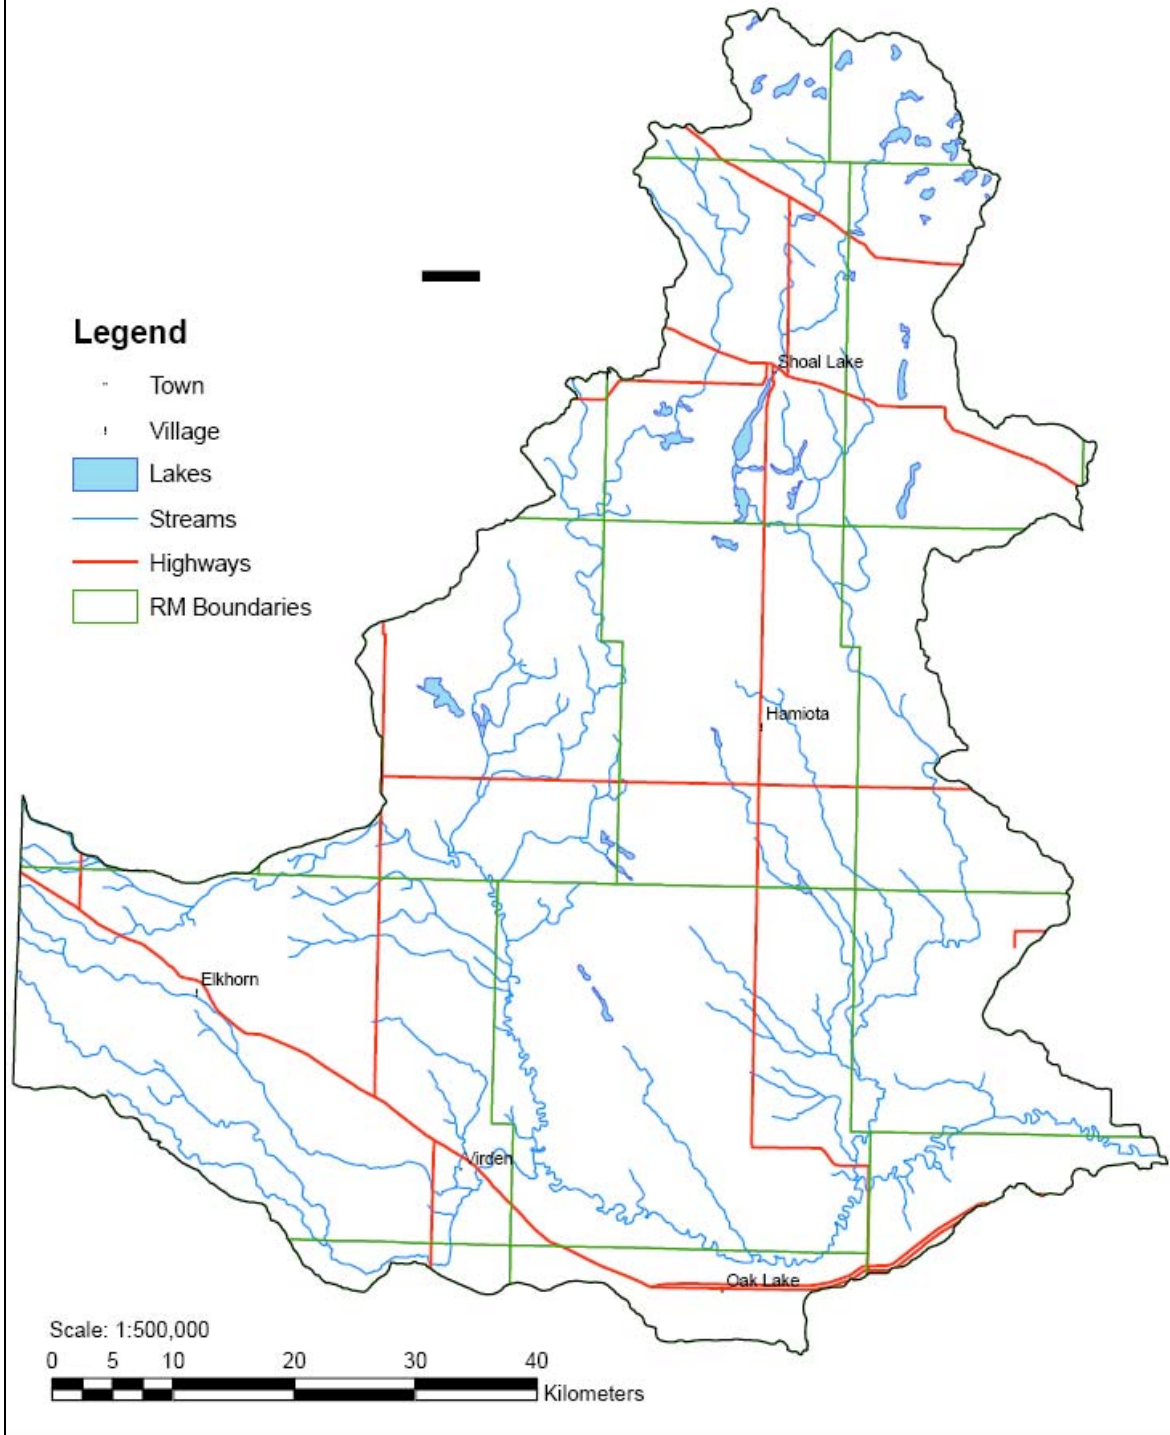 Legend
Town
Village
Lakes
Streams
Highways
RM Boundaries
Shoal Lake
Hamiota
Elkhorn
Virden
Oak Lake
Scale: 1:500,000
0 5 10 20 30 40
Kilometers